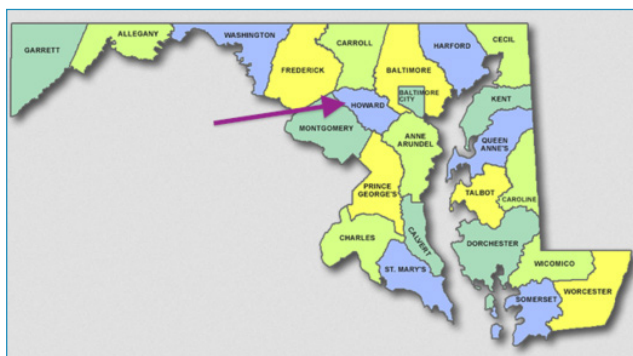 GARRETT
ALLEGANY
WASHINGTON
FREDERICK
CARROLL
BALTIMORE
HARFORD
CECIL
BALTIMORE
CITY
HOWARD
MONTGOMERY
ANNE
ARUNDEL
KENT
QUEEN
ANNE'S
PRINCE
GEORGE'S
TALBOT
CAROLINE
CHARLES
CALVERT
ST. MARY'S
DORCHESTER
WICOMICO
SOMERSET
WORCESTER